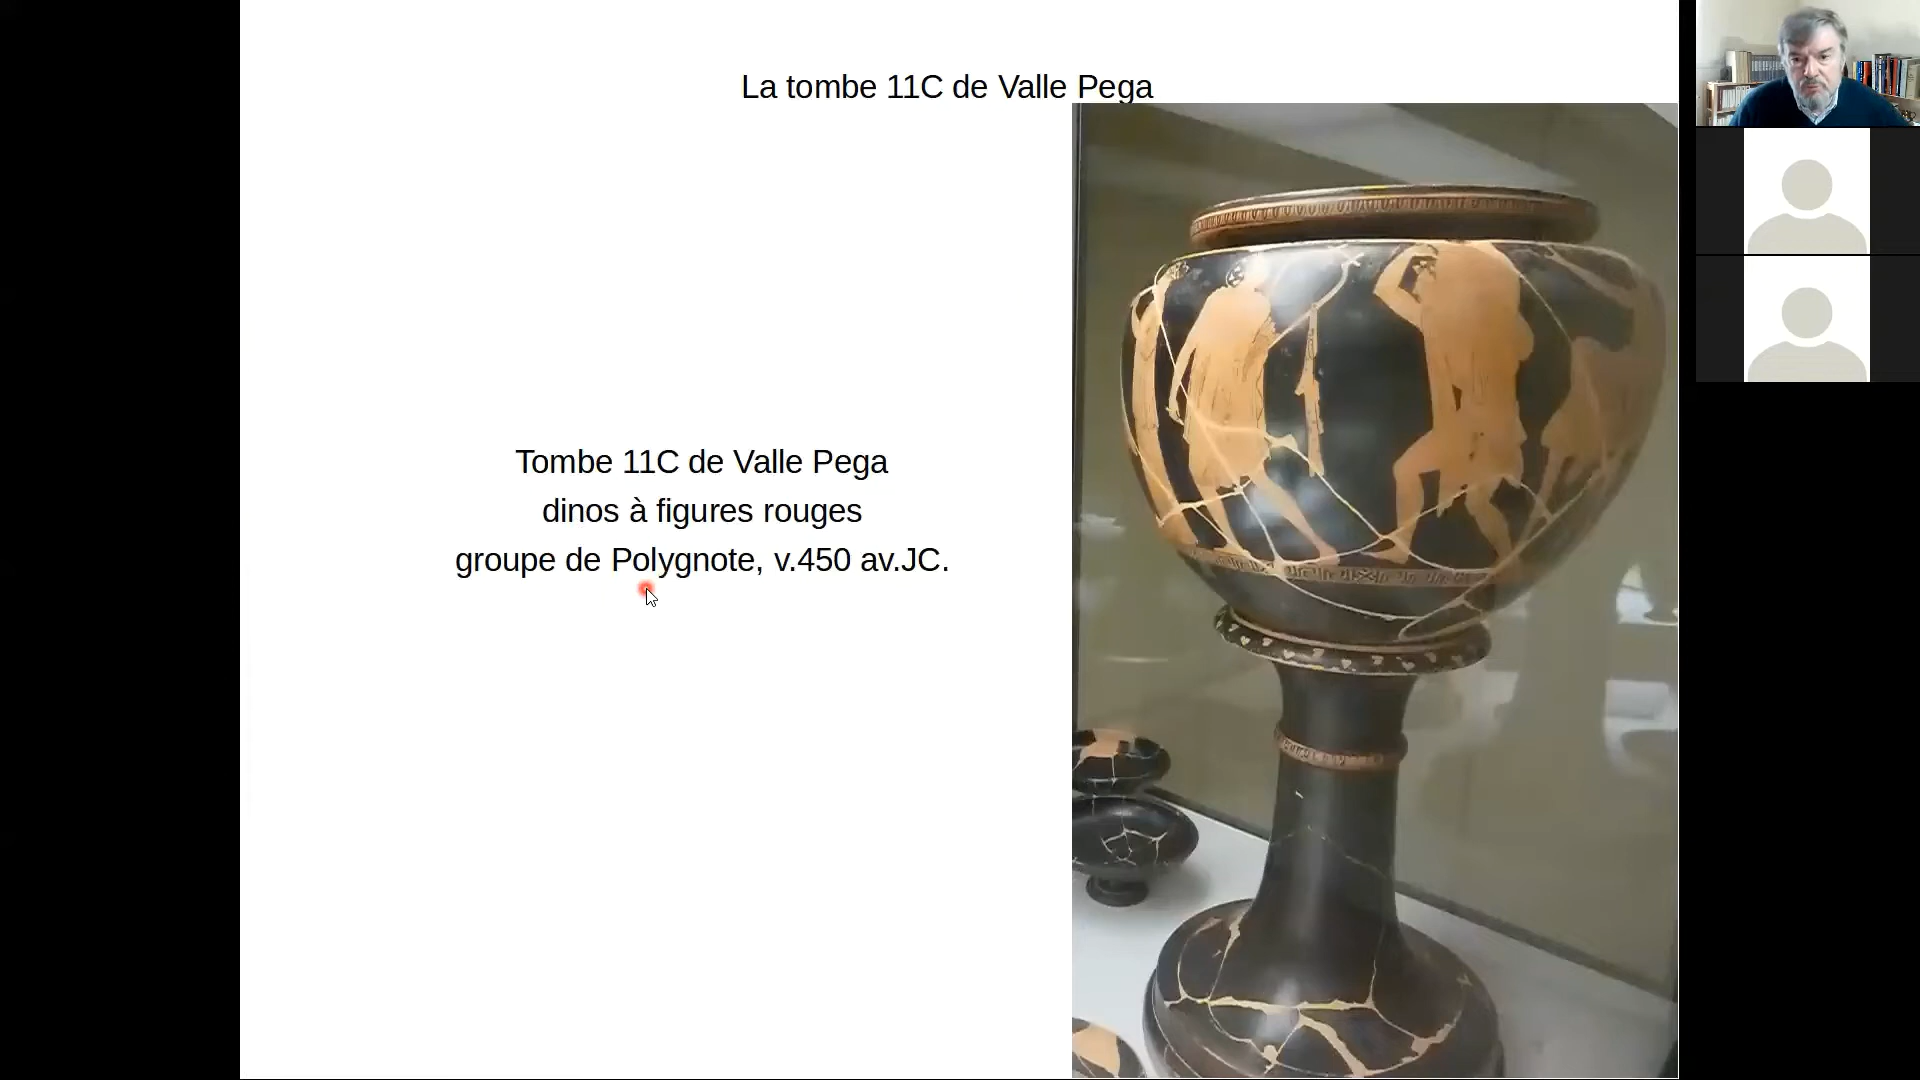 La tombe 11C de Valle Pega
Tombe 11C de Valle Pega
dinos à figures rouges
groupe de Polygnote, v.450 av.JC.